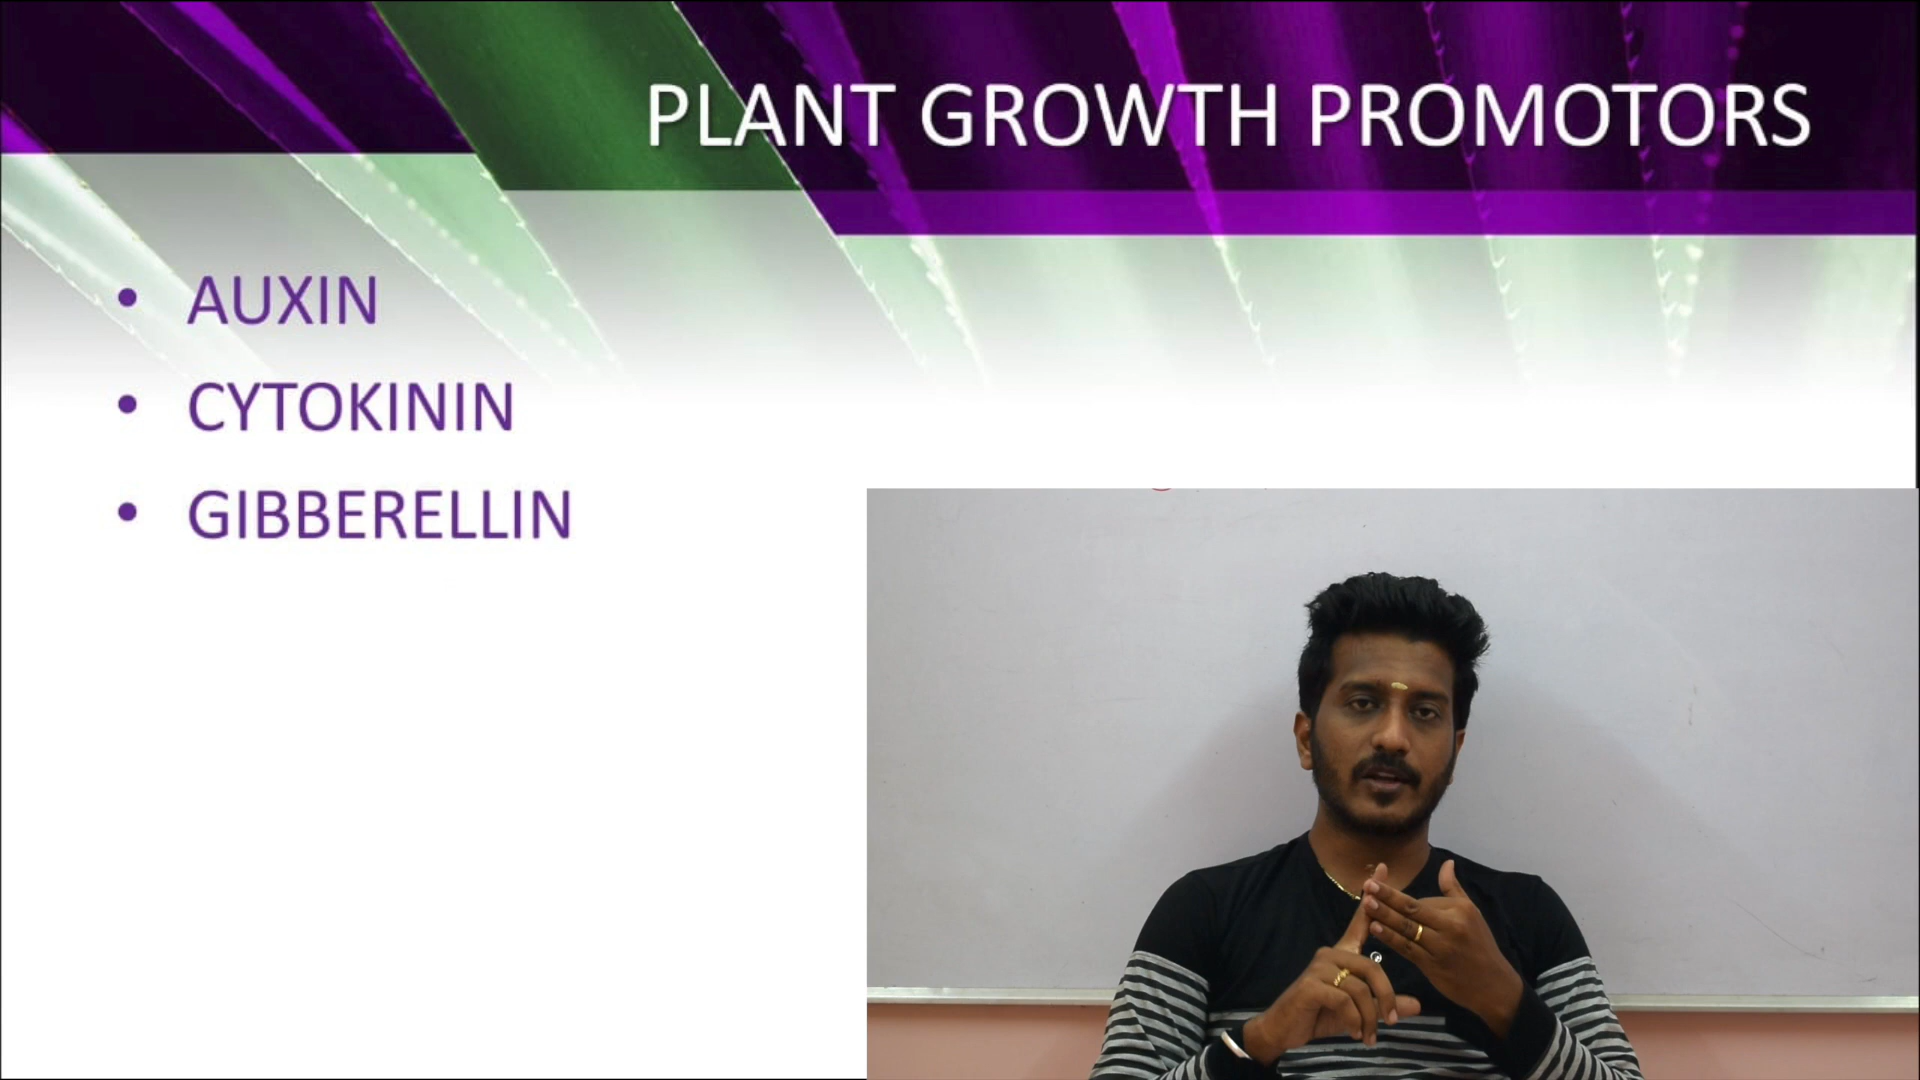 PLANT GROWTH PROMOTORS
• AUXIN
• CYTOKININ
• GIBBERELLIN